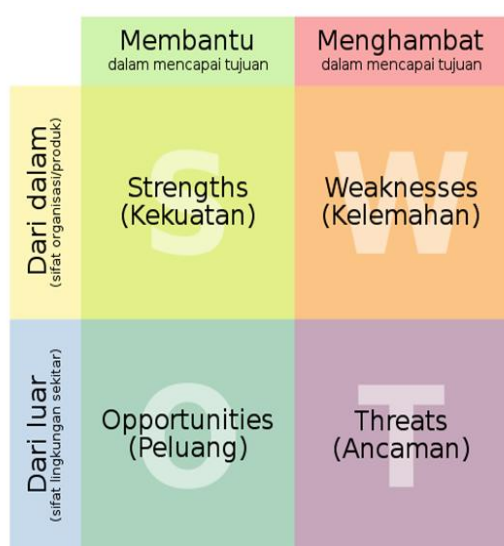 Membantu
dalam mencapai tujuan
Menghambat
dalam mencapai tujuan
Dari dalam
(sifat organisasi/produk)
S
Strengths
(Kekuatan)
W
Weaknesses
(Kelemahan)
Dari luar
(sifat lingkungan sekitar)
O
Opportunities
(Peluang)
T
Threats
(Ancaman)